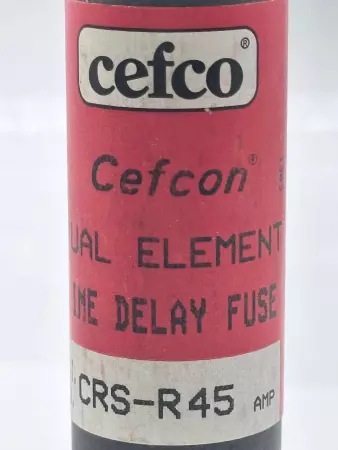 cefco®
Cefcon®
UAL ELEMENT
IME DELAY FUSE
CRS-R45 AMP